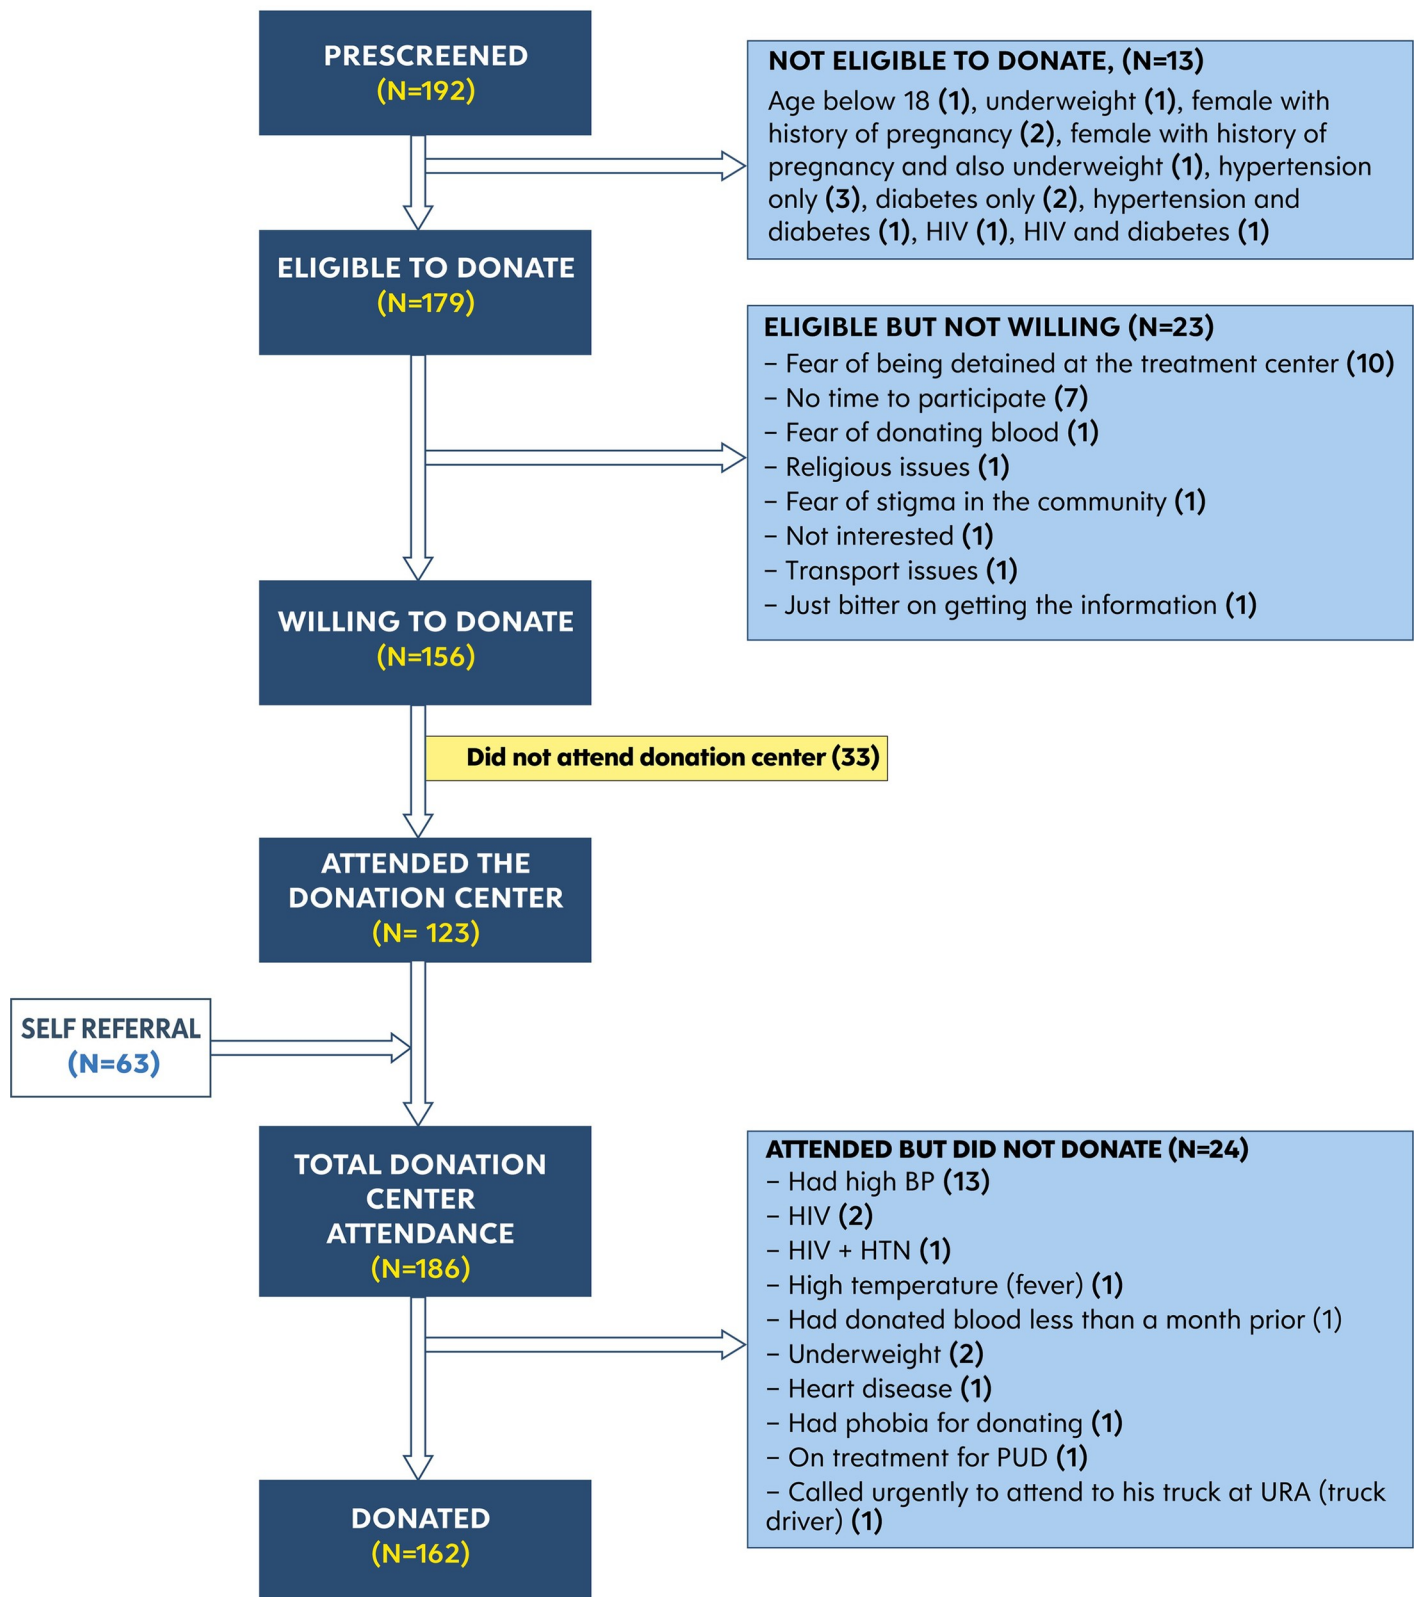 PRESCREENED
(N=192)
NOT ELIGIBLE TO DONATE, (N=13)
Age below 18 (1), underweight (1), female with
history of pregnancy (2), female with history of
pregnancy and also underweight (1), hypertension
only (3), diabetes only (2), hypertension and
diabetes (1), HIV (1), HIV and diabetes (1)
ELIGIBLE TO DONATE
(N=179)
ELIGIBLE BUT NOT WILLING (N=23)
– Fear of being detained at the treatment center (10)
– No time to participate (7)
– Fear of donating blood (1)
– Religious issues (1)
– Fear of stigma in the community (1)
– Not interested (1)
– Transport issues (1)
– Just bitter on getting the information (1)
WILLING TO DONATE
(N=156)
Did not attend donation center (33)
ATTENDED THE
DONATION CENTER
(N= 123)
SELF REFERRAL
(N=63)
TOTAL DONATION
CENTER
ATTENDANCE
(N=186)
ATTENDED BUT DID NOT DONATE (N=24)
– Had high BP (13)
– HIV (2)
– HIV + HTN (1)
– High temperature (fever) (1)
– Had donated blood less than a month prior (1)
– Underweight (2)
– Heart disease (1)
– Had phobia for donating (1)
– On treatment for PUD (1)
– Called urgently to attend to his truck at URA (truck
driver) (1)
DONATED
(N=162)